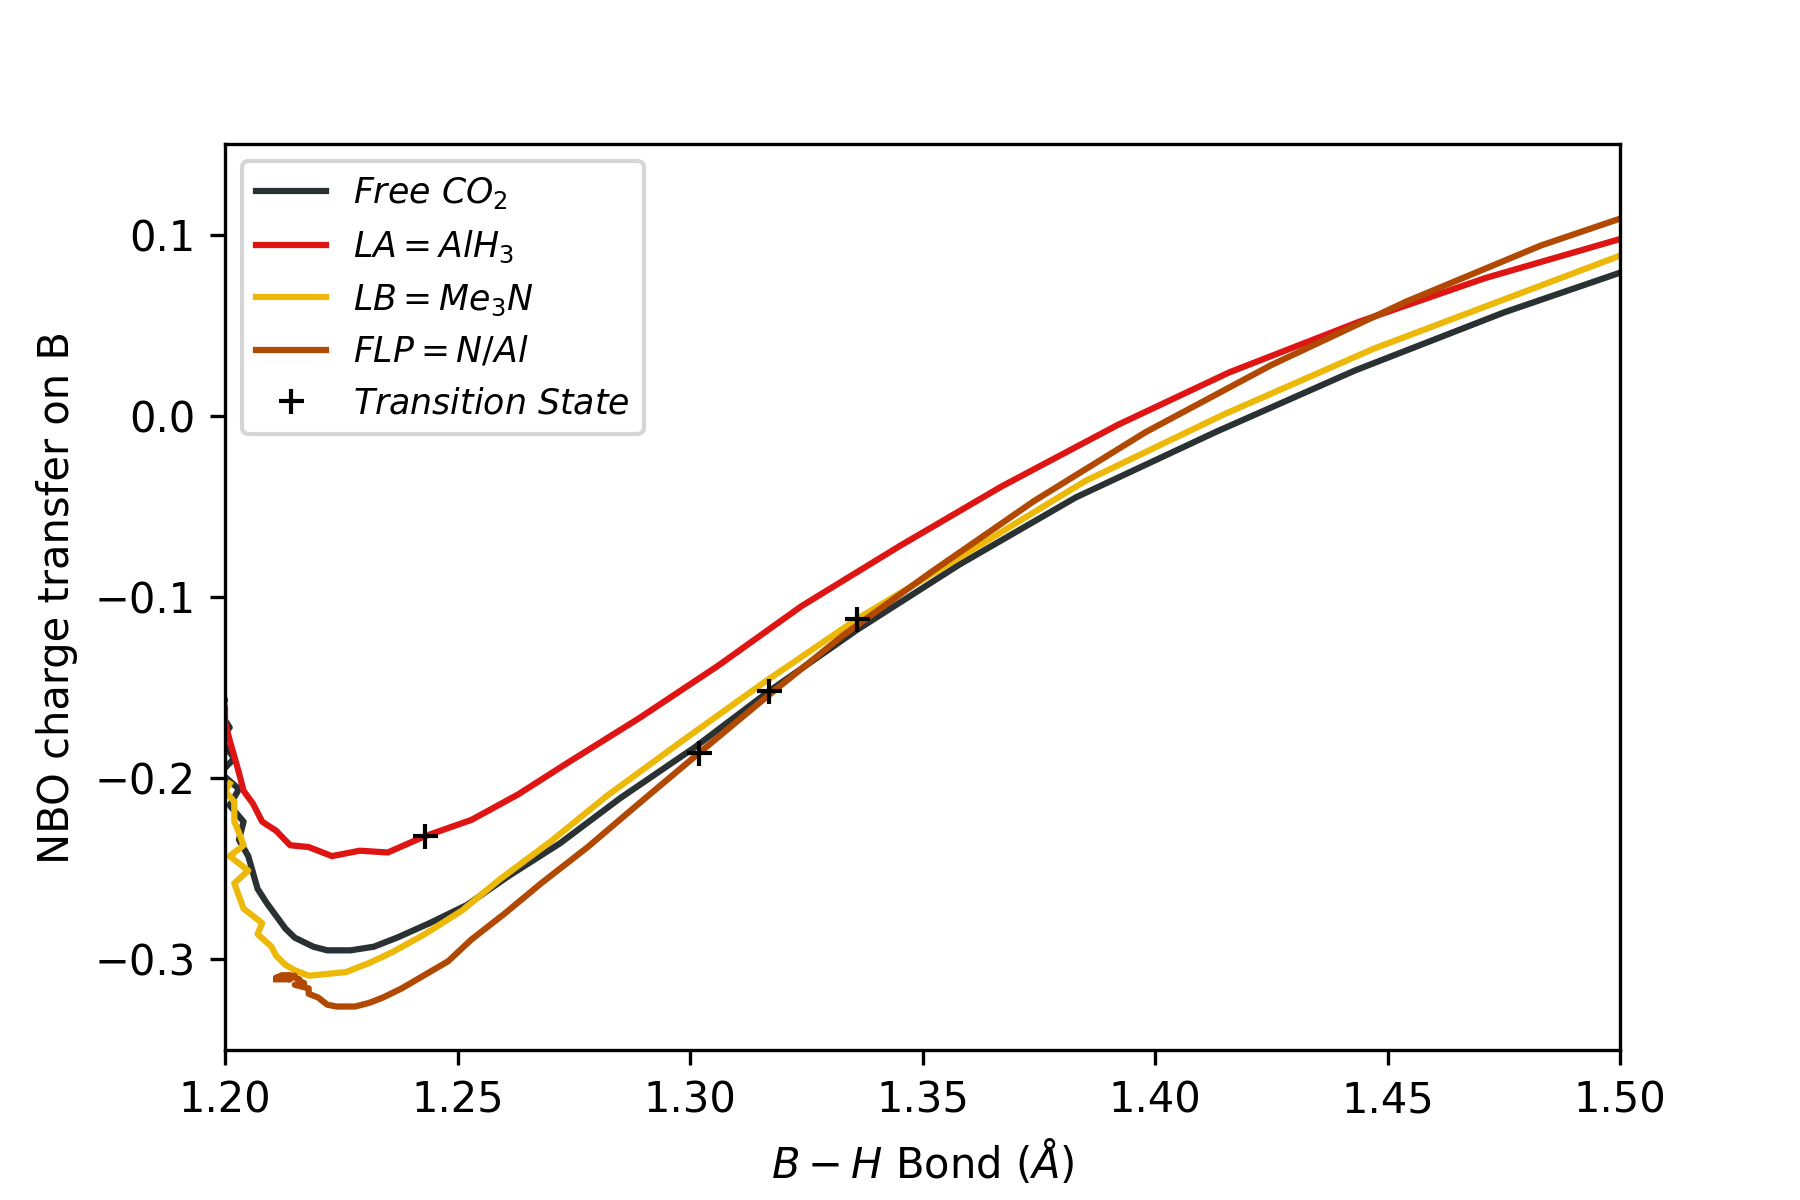 Free CO₂
LA = AlH₃
LB = Me₃N
FLP = N/Al
Transition State
0.1
0.0
−0.1
−0.2
−0.3
NBO charge transfer on B
1.20 1.25 1.30 1.35 1.40 1.45 1.50
B − H Bond (Å)